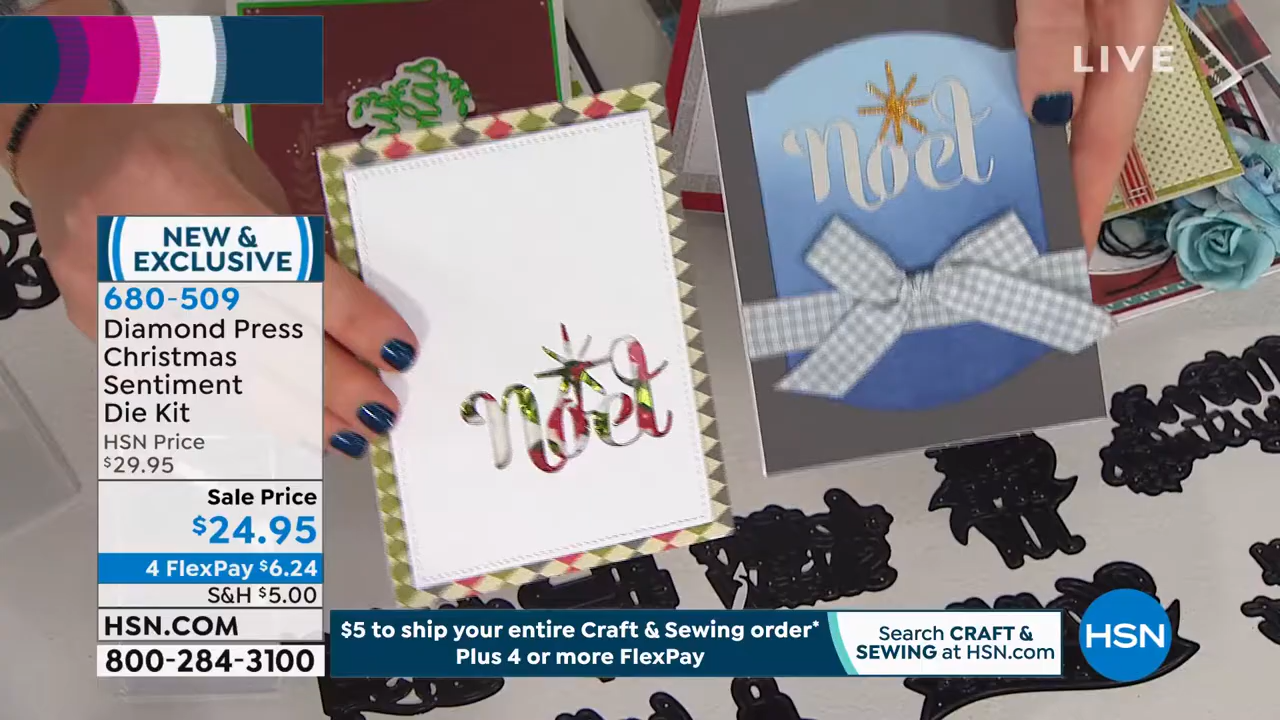 LIVE
NEW &
EXCLUSIVE
680-509
Diamond Press
Christmas
Sentiment
Die Kit
HSN Price
$29.95
Sale Price
$24.95
4 FlexPay $6.24
S&H $5.00
HSN.COM
800-284-3100
noel
noel
$5 to ship your entire Craft & Sewing order*
Plus 4 or more FlexPay
Search CRAFT &
SEWING at HSN.com
HSN